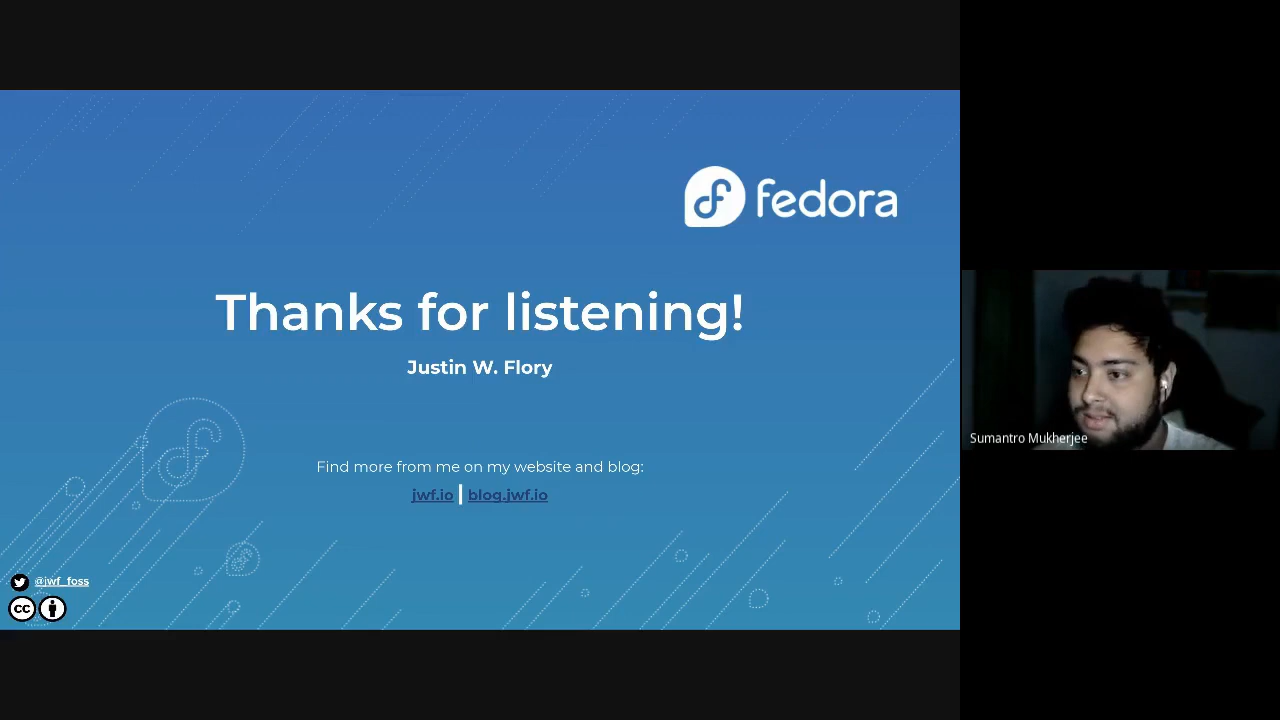 fedora
Thanks for listening!
Justin W. Flory
Find more from me on my website and blog:
jwf.io | blog.jwf.io
@jwf_foss
cc
Sumantro Mukherjee